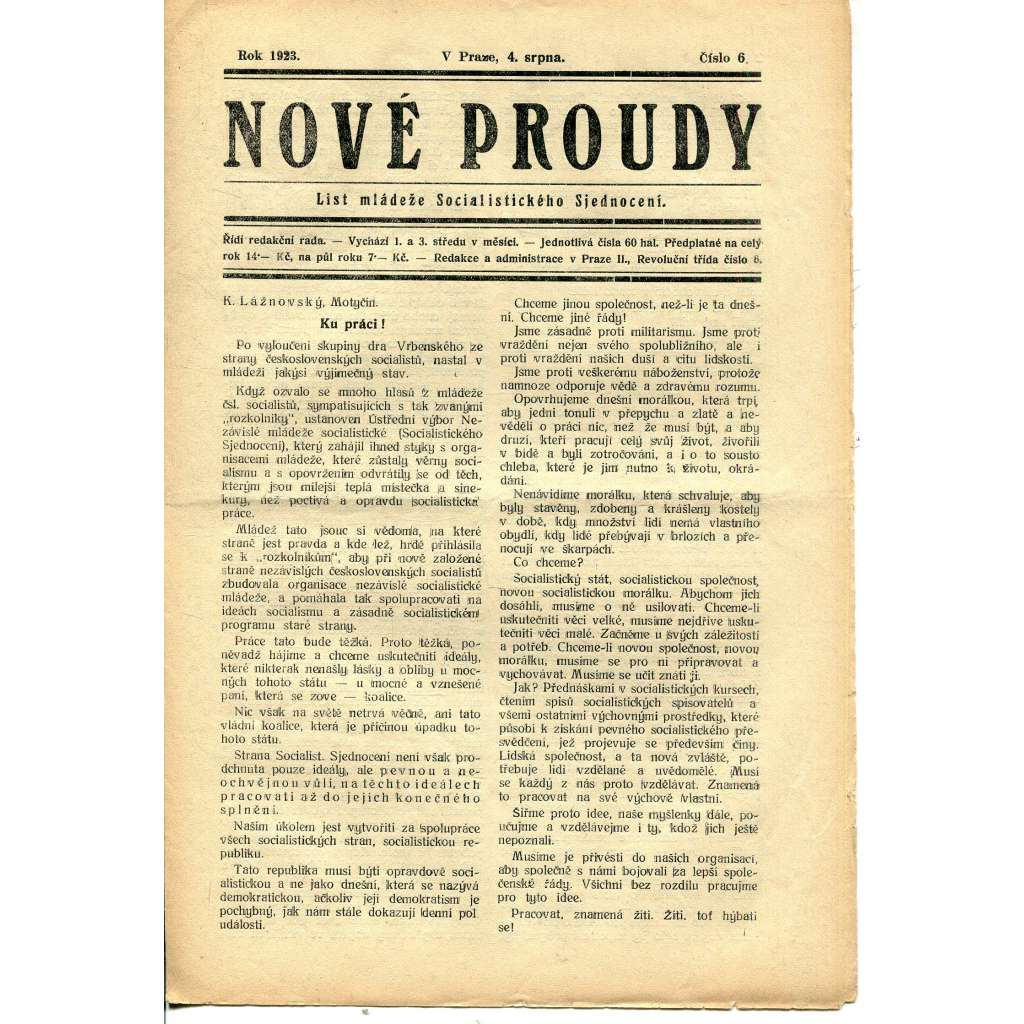 Rok 1923.
V Praze, 4. srpna.
Číslo 6
NOVÉ PROUDY
List mládeže Socialistického Sjednocení.
Řídí redakční rada. — Vychází 1. a 3. středu v měsíci. — Jednotlivá čísla 60 hal. Předplatné na celý
rok 14·— Kč, na půl roku 7·— Kč. — Redakce a administrace v Praze II., Revoluční třída číslo 8.
K. Lážnovský, Motyčín.
Ku práci!
Po vyloučení skupiny dra Vrbenského ze
strany československých socialistů, nastal v
mládeži jakýsi výjimečný stav.
Když ozvalo se mnoho hlasů z mládeže
čsl. socialistů, sympatisujících s tak zvanými
„rozkolníky", ustanoven Ústřední výbor Ne-
závislé mládeže socialistické (Socialistického
Sjednocení), který zahájil ihned styky s orga-
nisacemi mládeže, které zůstaly věrny soci-
alismu a s opovržením odvrátily se od těch,
kterým jsou milejší teplá místečka a sine-
kury, než poctivá a opravdu socialistická
práce.
Mládež tato jsouc si vědoma, na které
straně jest pravda a kde lež, hrdě přihlásila
se k „rozkolníkům", aby při nově založené
straně nezávislých československých socialistů
zbudovala organisace nezávislé socialistické
mládeže, a pomáhala tak spolupracovati na
ideách socialismu a zásadně socialistickém
programu staré strany.
Práce tato bude těžká. Proto těžká, po-
něvadž hájíme a chceme uskutečniti ideály,
které nikterak nenašly lásky a obliby u moc-
ných tohoto státu — u mocné a vznešené
paní, která se zove — koalice.
Nic však na světě netrvá věčně, ani tato
vládní koalice, která je příčinou úpadku to-
hoto státu.
Strana Socialist. Sjednocení není však pro-
dchnuta pouze ideály, ale pevnou a ne-
ochvějnou vůlí, na těchto ideálech
pracovati až do jejich konečného
splnění.
Naším úkolem jest vytvořiti za spolupráce
všech socialistických stran, socialistickou re-
publiku.
Tato republika musí býti opravdově soci-
alistickou a ne jako dnešní, která se nazývá
demokratickou, ačkoliv její demokratism je
pochybný, jak nám stále dokazují denní pol.
události.
Chceme jinou společnost, než-li je ta dneš-
ní. Chceme jiné řády!
Jsme zásadně proti militarismu. Jsme proti
vraždění nejen svého spolubližního, ale i
proti vraždění našich duší a citu lidskosti.
Jsme proti veškerému náboženství, protože
namnoze odporuje vědě a zdravému rozumu.
Opovrhujeme dnešní morálkou, která trpí,
aby jedni tonuli v přepychu a zlatě a ne-
věděli o práci nic, než že musí být, a aby
druzí, kteří pracují celý svůj život, živořili
v bídě a byli zotročováni, a i o to sousto
chleba, které je jim nutno k životu, okrá-
dáni.
Nenávidíme morálku, která schvaluje, aby
byly stavěny, zdobeny a krášleny kostely
v době, kdy množství lidí nemá vlastního
obydlí, kdy lidé přebývají v brlozích a pře-
nocují ve škarpách.
Co chceme?
Socialistický stát, socialistickou společnost,
novou socialistickou morálku. Abychom jich
dosáhli, musíme o ně usilovati. Chceme-li
uskutečniti věci velké, musíme nejdříve usku-
tečniti věci malé. Začněme u svých záležitostí
a potřeb. Chceme-li novou společnost, novou
morálku, musíme se pro ni připravovat a
vychovávat. Musíme se učit znáti ji.
Jak? Přednáškami v socialistických kursech,
čtením spisů socialistických spisovatelů a
všemi ostatními výchovnými prostředky, které
působí k získání pevného socialistického pře-
svědčení, jež projevuje se především činy.
Lidská společnost, a ta nová zvláště, po-
třebuje lidí vzdělané a uvědomělé. Musí
se každý z nás proto vzdělávat. Znamená
to pracovat na své výchově vlastní.
Šiřme proto idee, naše myšlenky dále, po-
učujme a vzdělávejme i ty, kdož jich ještě
nepoznali.
Musíme je přivésti do našich organisací,
aby společně s námi bojovali za lepší spole-
čenské řády. Všichni bez rozdílu pracujme
pro tyto idee.
Pracovat, znamená žíti. Žíti, toť hýbati
se!